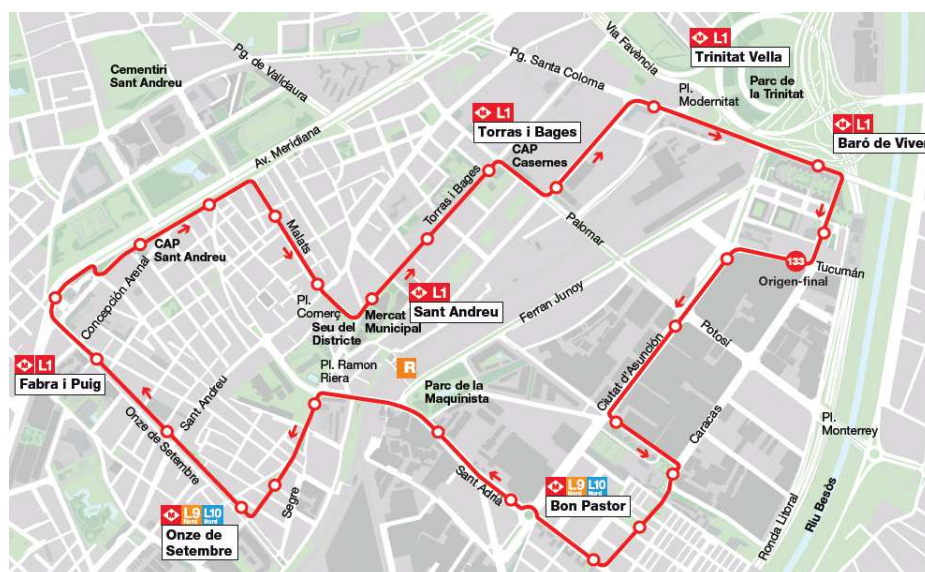 M L1
Trinitat Vella
Via Favència
Pg. de Valldaura
Pg. Santa Coloma
Cementiri
Sant Andreu
Pl.
Modernitat
Parc de
la Trinitat
M L1
Torras i Bages
M L1
Baró de Viver
CAP
Casernes
Av. Meridiana
Torras i Bages
Palomar
Malats
CAP
Sant Andreu
Concepción Arenal
133
Tucumán
Origen-final
Pl.
Comerç
Mercat
Municipal
M L1
Sant Andreu
Ferran Junoy
Seu del
Districte
Potosí
Ciutat d'Asunción
M L1
Fabra i Puig
Pl. Ramon
Riera
R
Parc de la
Maquinista
Sant Andreu
Onze de Setembre
Caracas
Pl.
Monterrey
Segre
Sant Adrià
M L9 Nord L10 Nord
Bon Pastor
Ronda Litoral
Riu Besòs
M L9 Nord L10 Nord
Onze de
Setembre